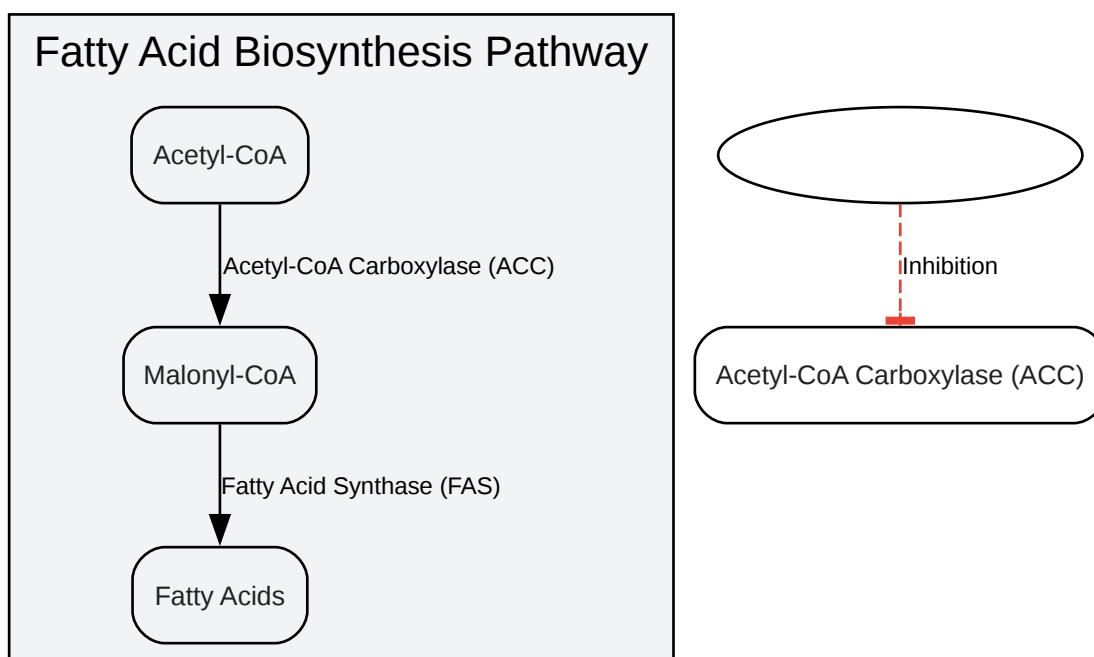 Fatty Acid Biosynthesis Pathway
Acetyl-CoA
Acetyl-CoA Carboxylase (ACC)
Malonyl-CoA
Fatty Acid Synthase (FAS)
Fatty Acids
Inhibition
Acetyl-CoA Carboxylase (ACC)